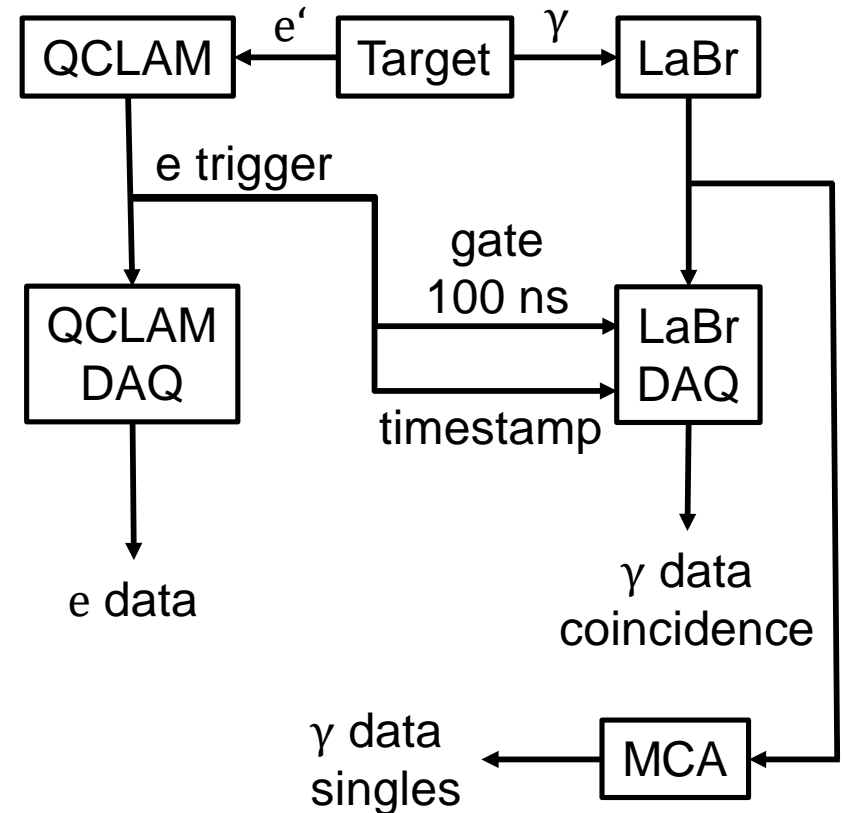 QCLAM
e‘
Target
γ
LaBr
e trigger
gate
100 ns
QCLAM
DAQ
LaBr
DAQ
timestamp
e data
γ data
coincidence
γ data
singles
MCA